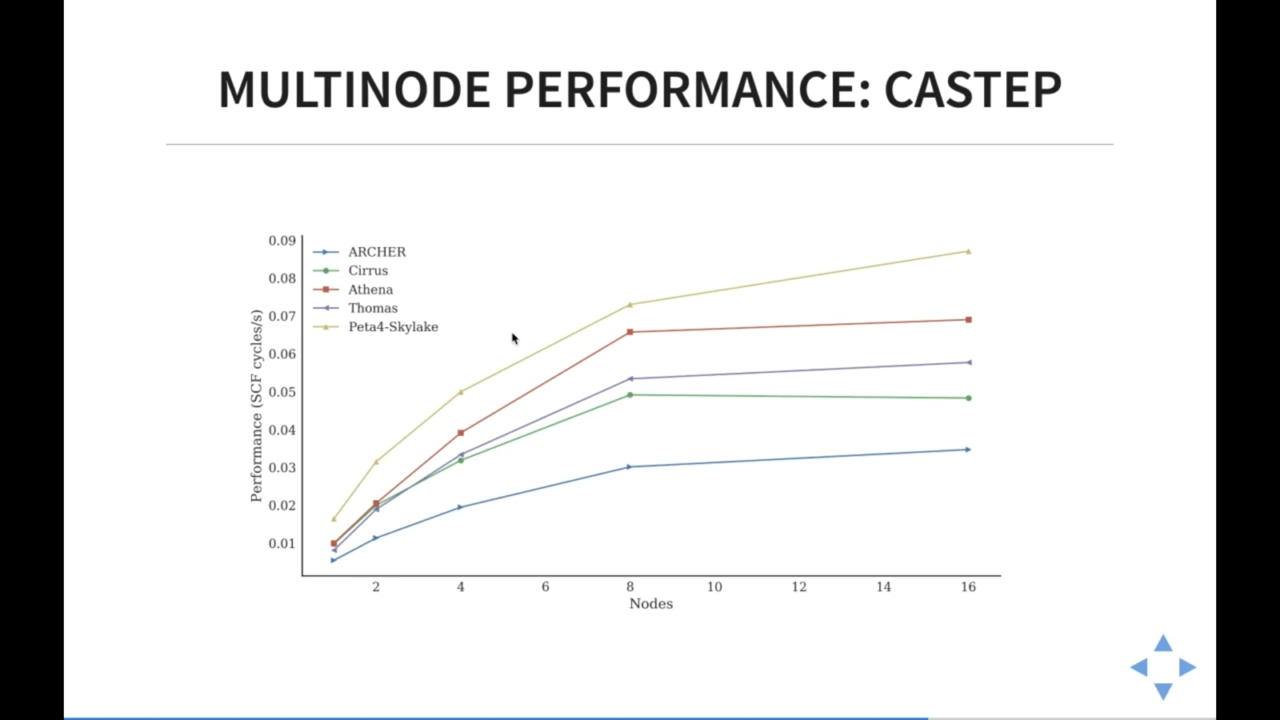 MULTINODE PERFORMANCE: CASTEP
0.09
0.08
0.07
0.06
0.05
0.04
0.03
0.02
0.01
Performance (SCF cycles/s)
ARCHER
Cirrus
Athena
Thomas
Peta4-Skylake
2 4 6 8 10 12 14 16
Nodes